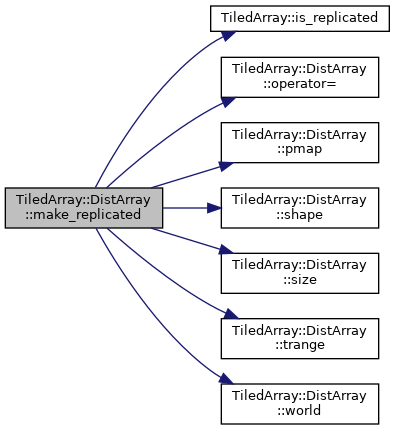 TiledArray::DistArray
::make_replicated
TiledArray::is_replicated
TiledArray::DistArray
::operator=
TiledArray::DistArray
::pmap
TiledArray::DistArray
::shape
TiledArray::DistArray
::size
TiledArray::DistArray
::trange
TiledArray::DistArray
::world